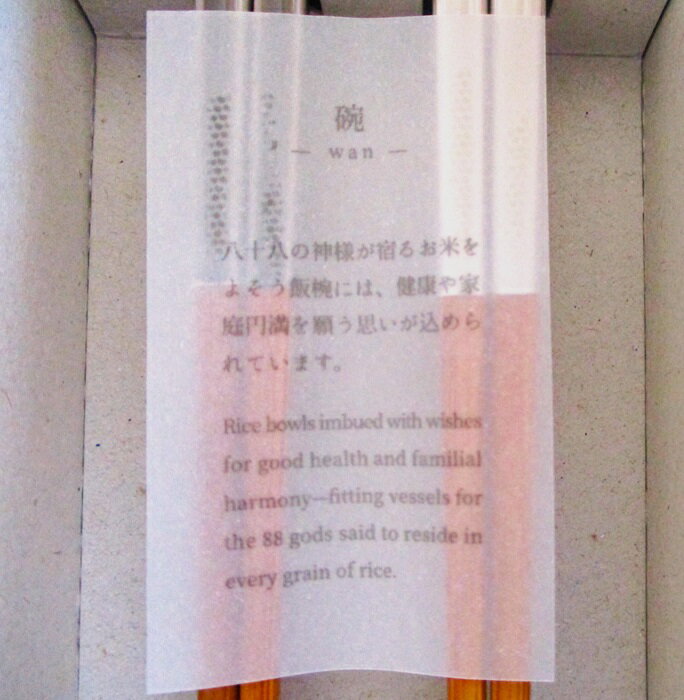 碗
— wan —
八十八の神様が宿るお米を
よそう飯椀には、健康や家
庭円満を願う思いが込めら
れています。
Rice bowls imbued with wishes
for good health and familial
harmony—fitting vessels for
the 88 gods said to reside in
every grain of rice.